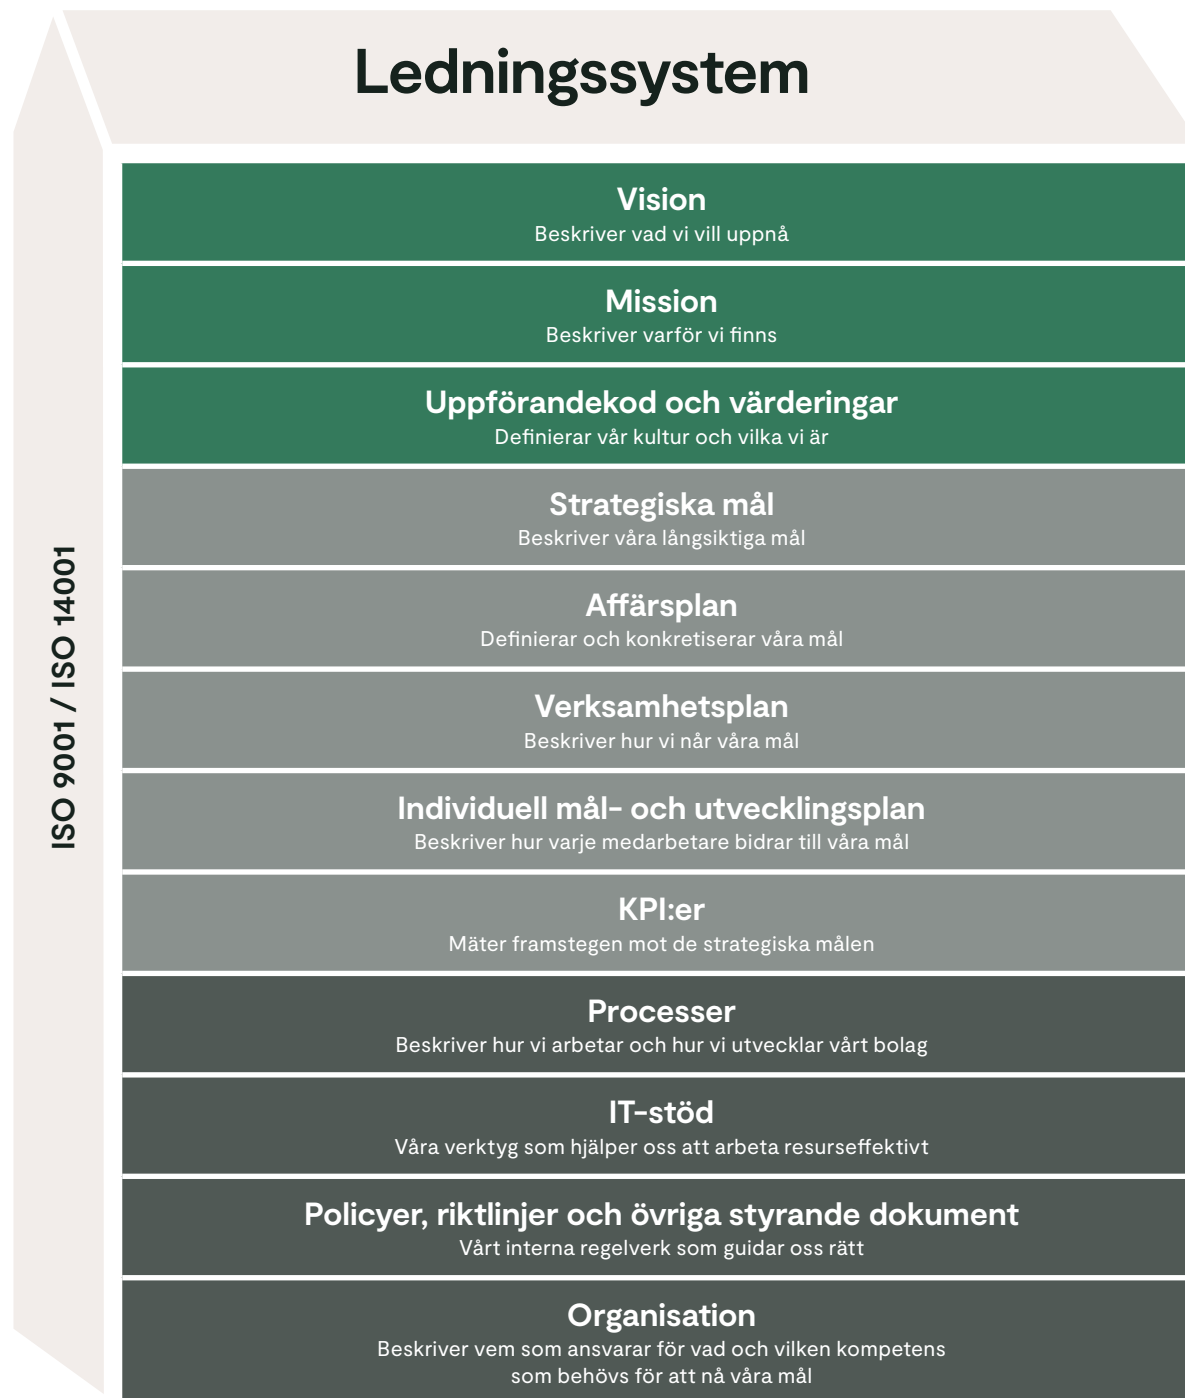 Ledningssystem
ISO 9001 / ISO 14001
Vision
Beskriver vad vi vill uppnå
Mission
Beskriver varför vi finns
Uppförandekod och värderingar
Definierar vår kultur och vilka vi är
Strategiska mål
Beskriver våra långsiktiga mål
Affärsplan
Definierar och konkretiserar våra mål
Verksamhetsplan
Beskriver hur vi når våra mål
Individuell mål- och utvecklingsplan
Beskriver hur varje medarbetare bidrar till våra mål
KPI:er
Mäter framstegen mot de strategiska målen
Processer
Beskriver hur vi arbetar och hur vi utvecklar vårt bolag
IT-stöd
Våra verktyg som hjälper oss att arbeta resurseffektivt
Policyer, riktlinjer och övriga styrande dokument
Vårt interna regelverk som guidar oss rätt
Organisation
Beskriver vem som ansvarar för vad och vilken kompetens
som behövs för att nå våra mål